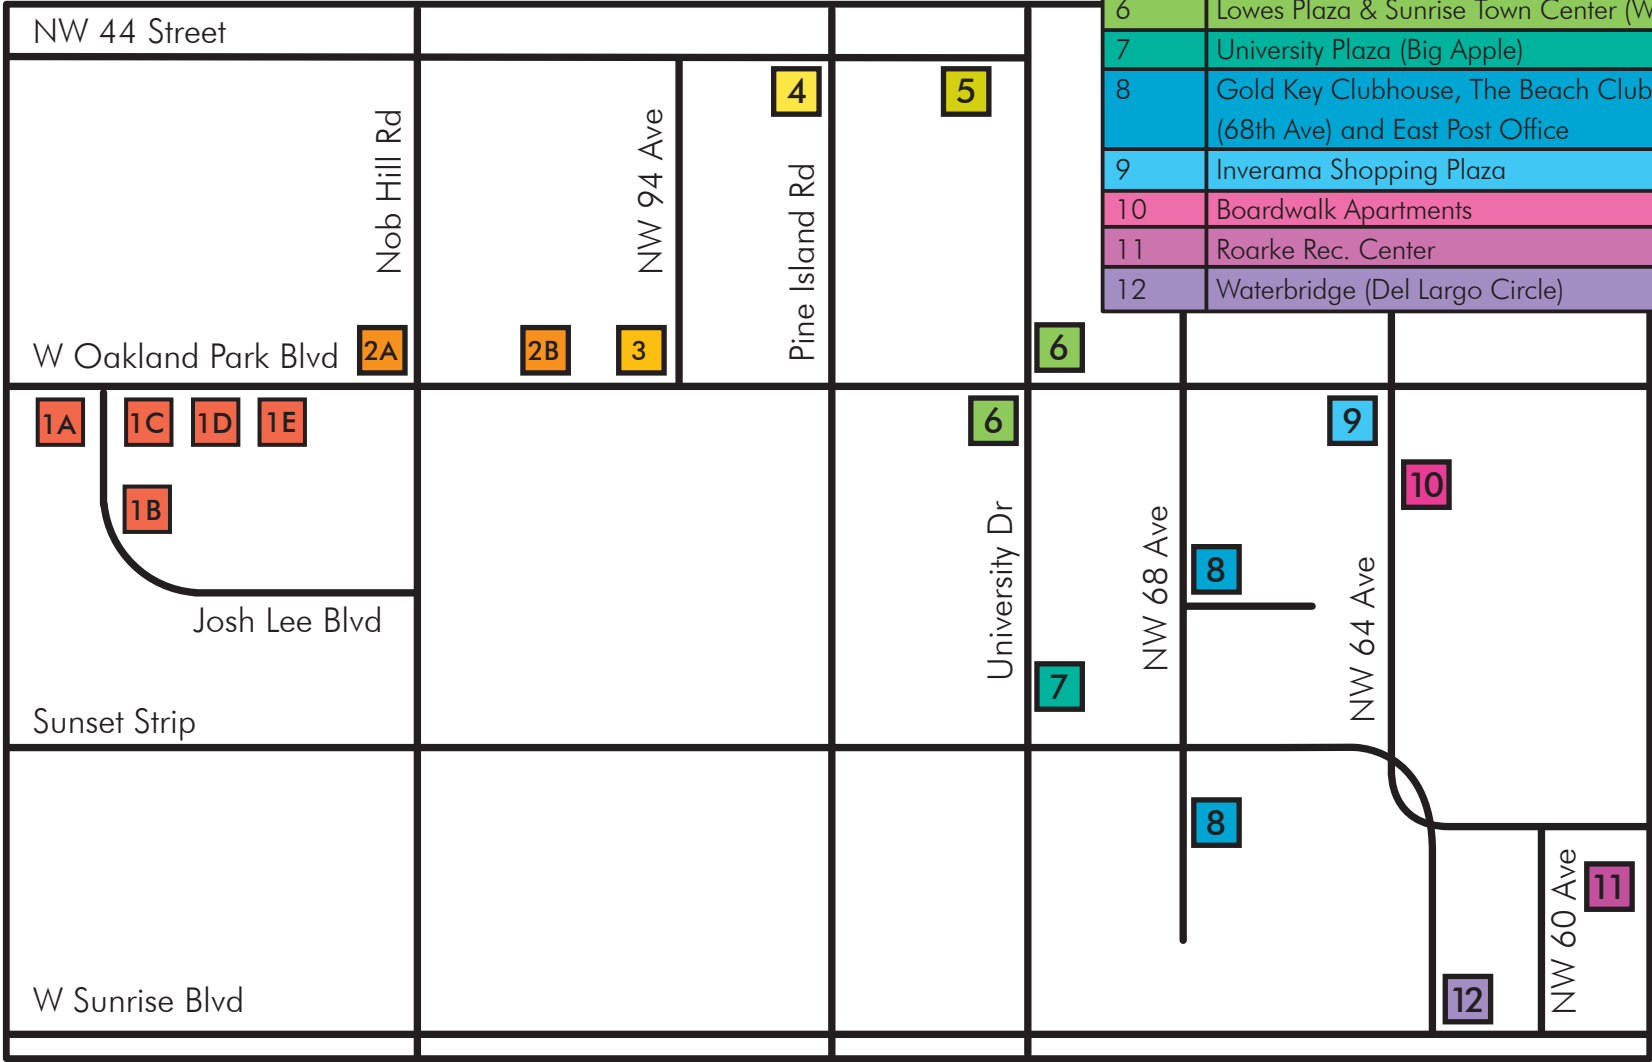 6 Lowes Plaza & Sunrise Town Center (W
7 University Plaza (Big Apple)
8 Gold Key Clubhouse, The Beach Club
(68th Ave) and East Post Office
9 Inverama Shopping Plaza
10 Boardwalk Apartments
11 Roarke Rec. Center
12 Waterbridge (Del Largo Circle)
NW 44 Street
4
5
Nob Hill Rd
NW 94 Ave
Pine Island Rd
W Oakland Park Blvd
2A
2B
3
6
1A
1C
1D
1E
6
9
1B
10
University Dr
NW 68 Ave
8
NW 64 Ave
Josh Lee Blvd
7
Sunset Strip
8
NW 60 Ave
11
W Sunrise Blvd
12